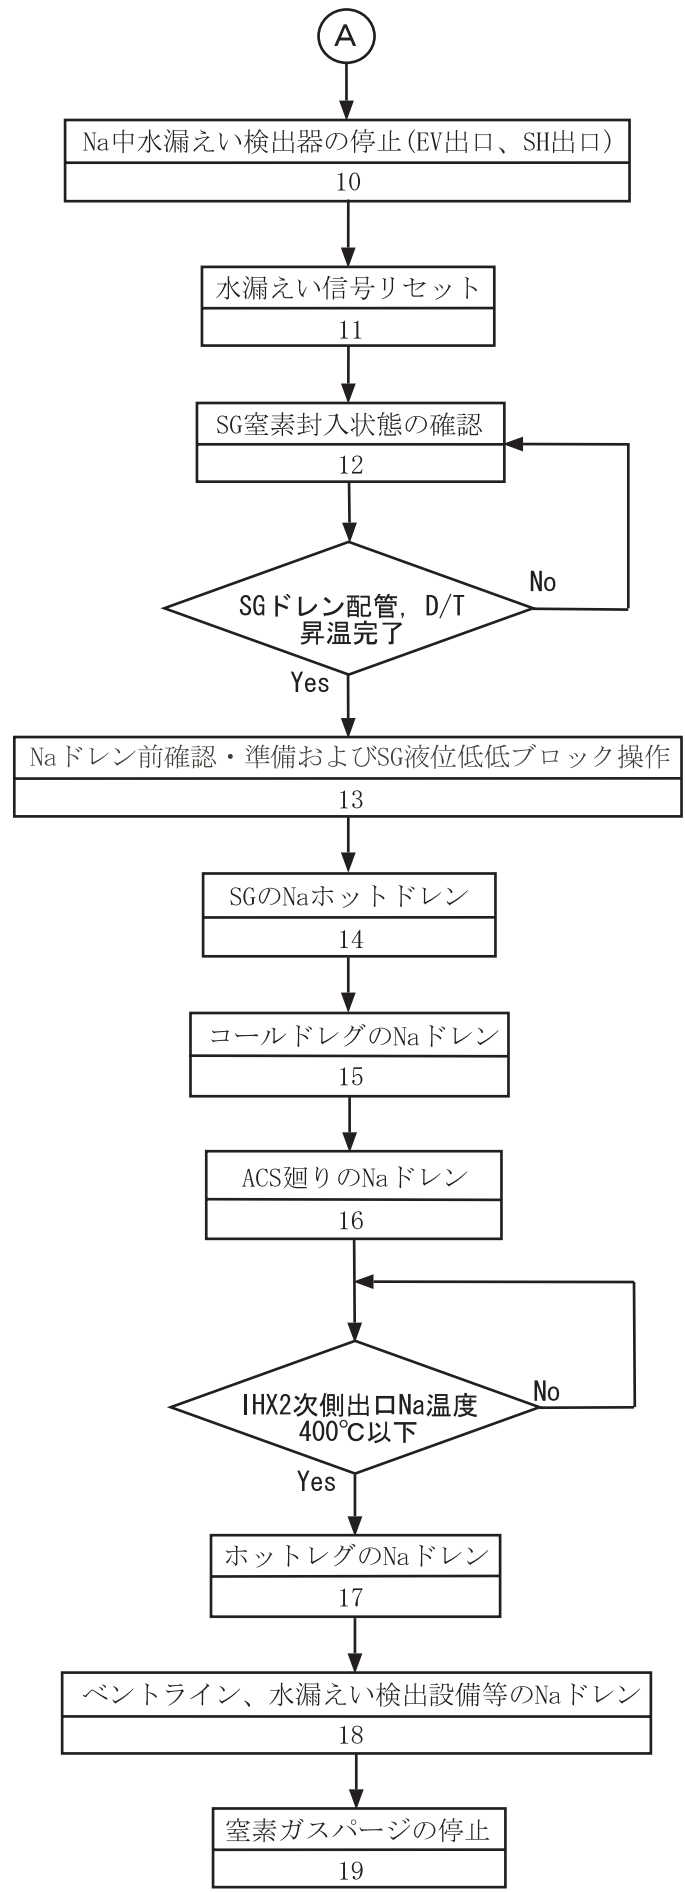 A
Na中水漏えい検出器の停止(EV出口、SH出口)
10
水漏えい信号リセット
11
SG窒素封入状態の確認
12
No
SGドレン配管, D/T
昇温完了
Yes
Naドレン前確認・準備およびSG液位低低ブロック操作
13
SGのNaホットドレン
14
コールドレグのNaドレン
15
ACS廻りのNaドレン
16
No
IHX2次側出口Na温度
400℃以下
Yes
ホットレグのNaドレン
17
ベントライン、水漏えい検出設備等のNaドレン
18
窒素ガスパージの停止
19